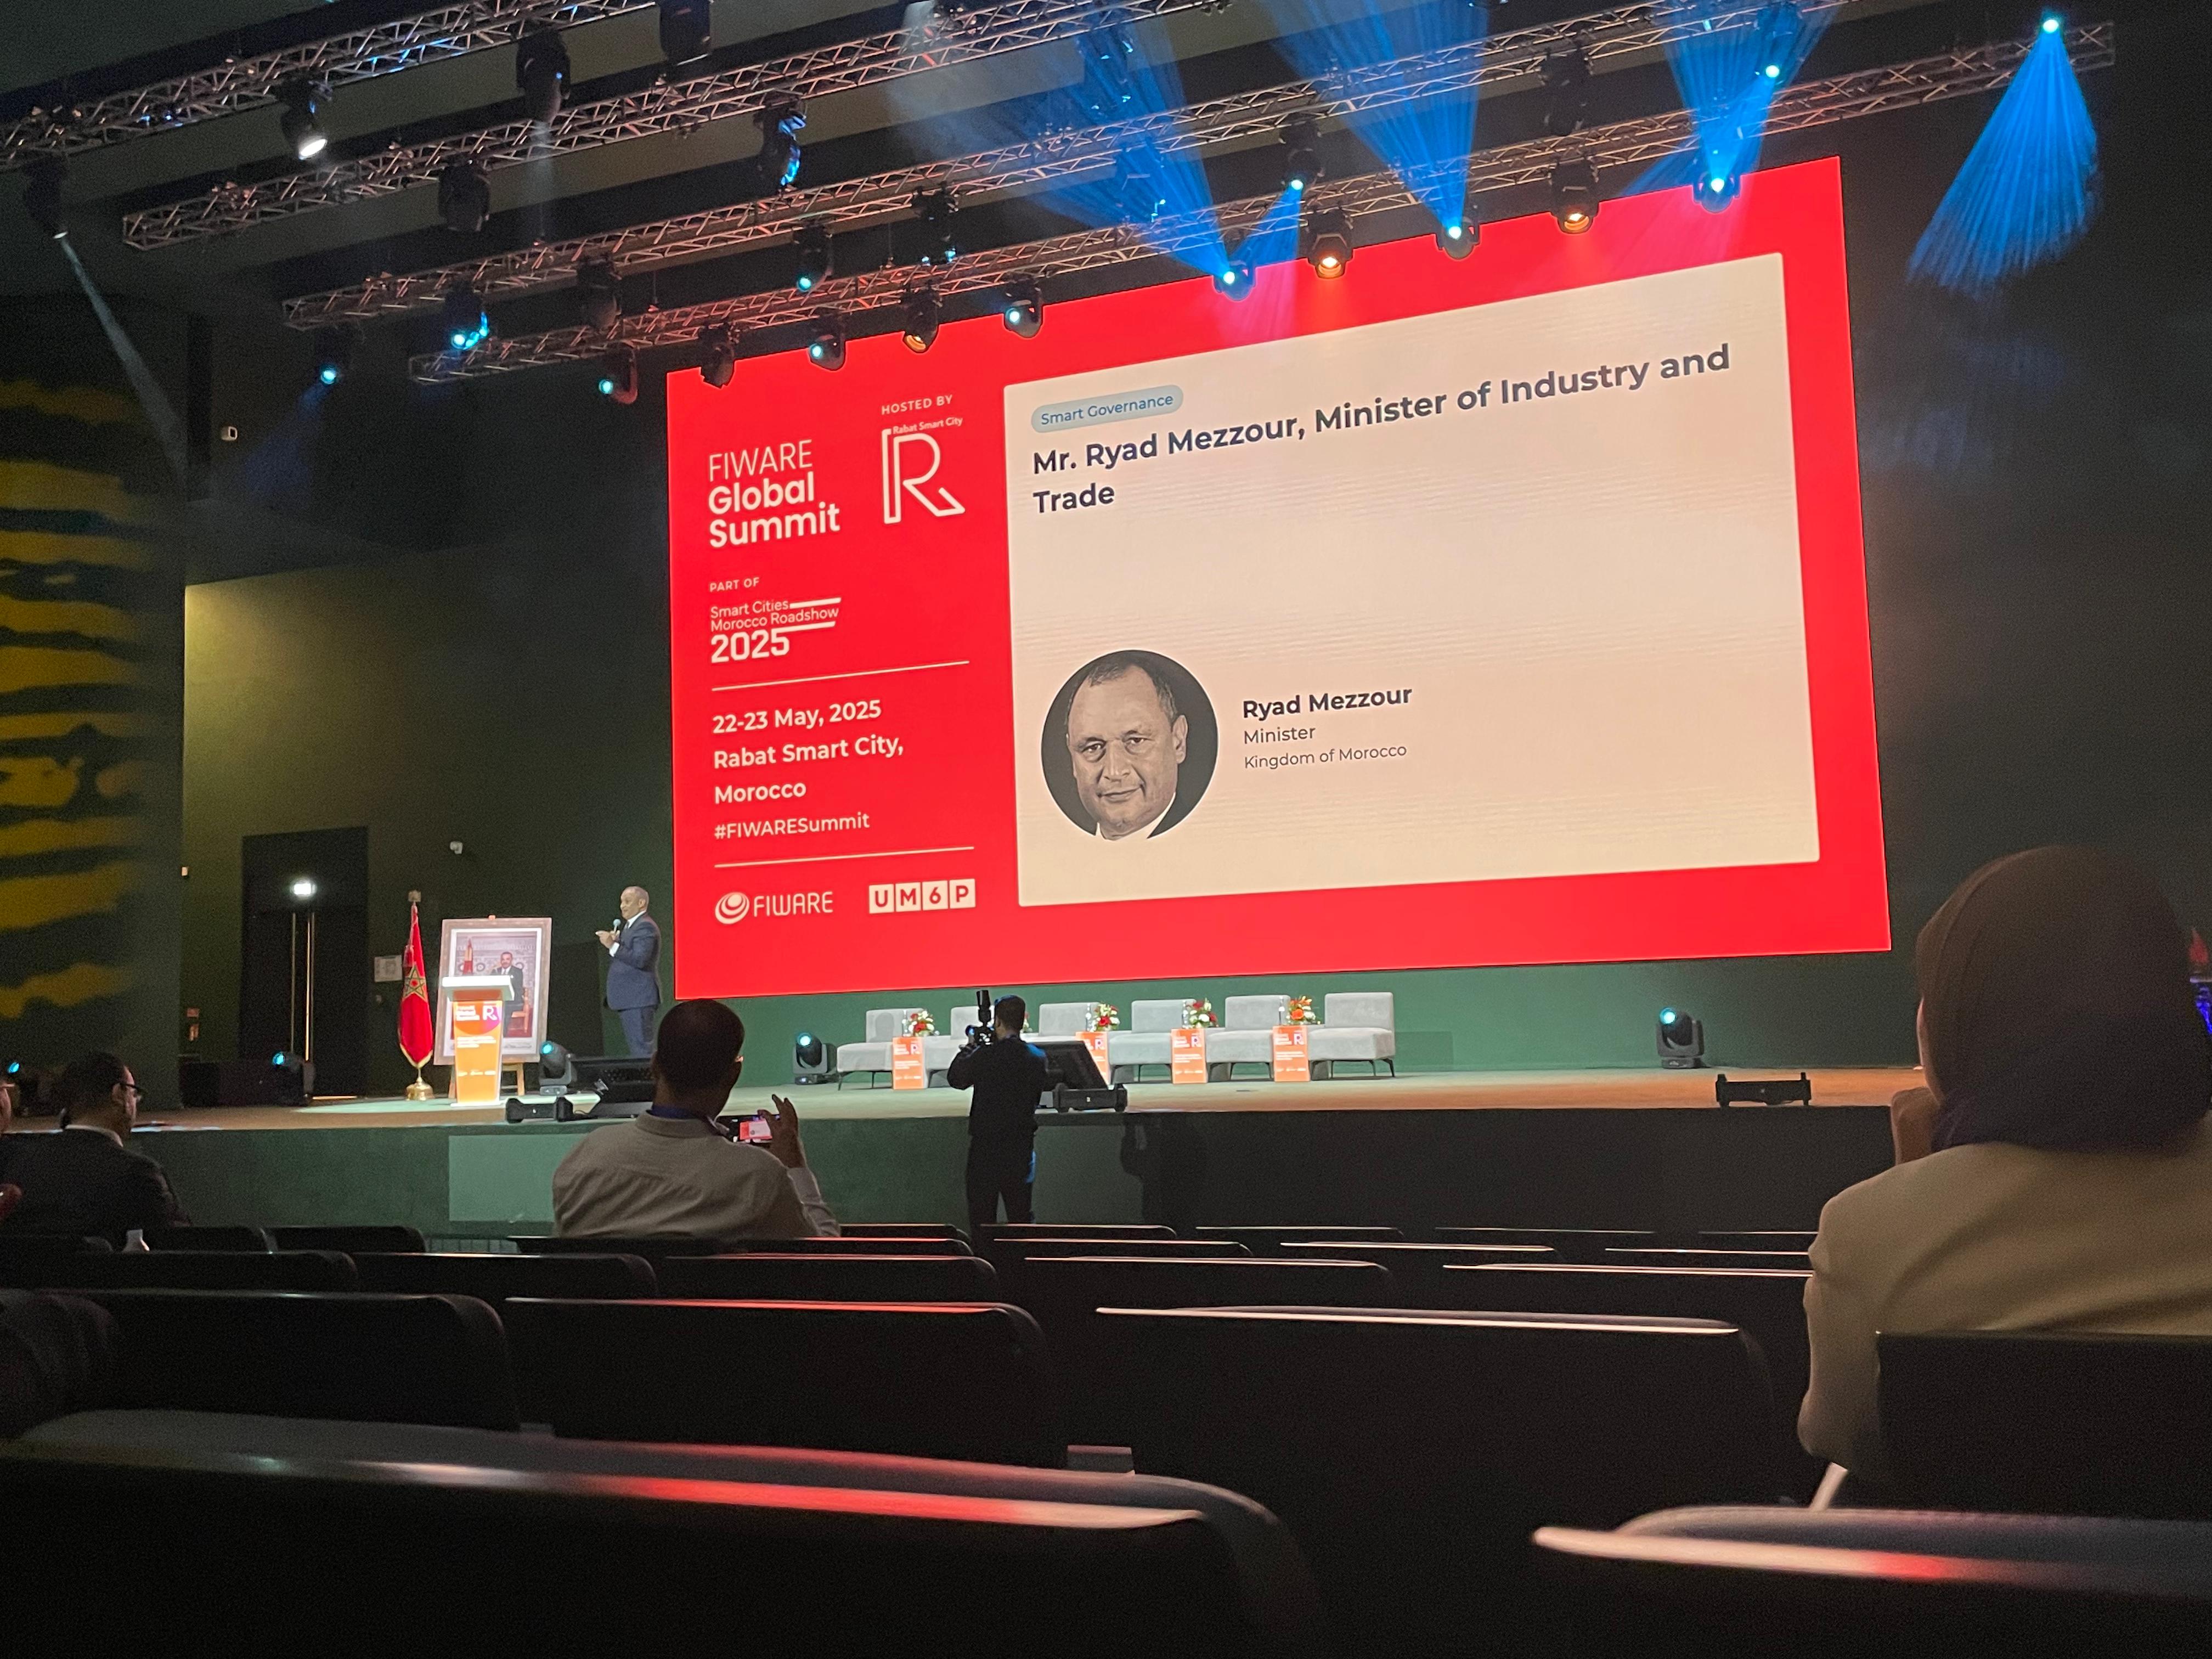 HOSTED BY
Rabat Smart City
R
FIWARE
Global
Summit
PART OF
Smart Cities
Morocco Roadshow
2025
22-23 May, 2025
Rabat Smart City,
Morocco
#FIWARESummit
FIWARE
UM6P
Smart Governance
Mr. Ryad Mezzour, Minister of Industry and
Trade
Ryad Mezzour
Minister
Kingdom of Morocco